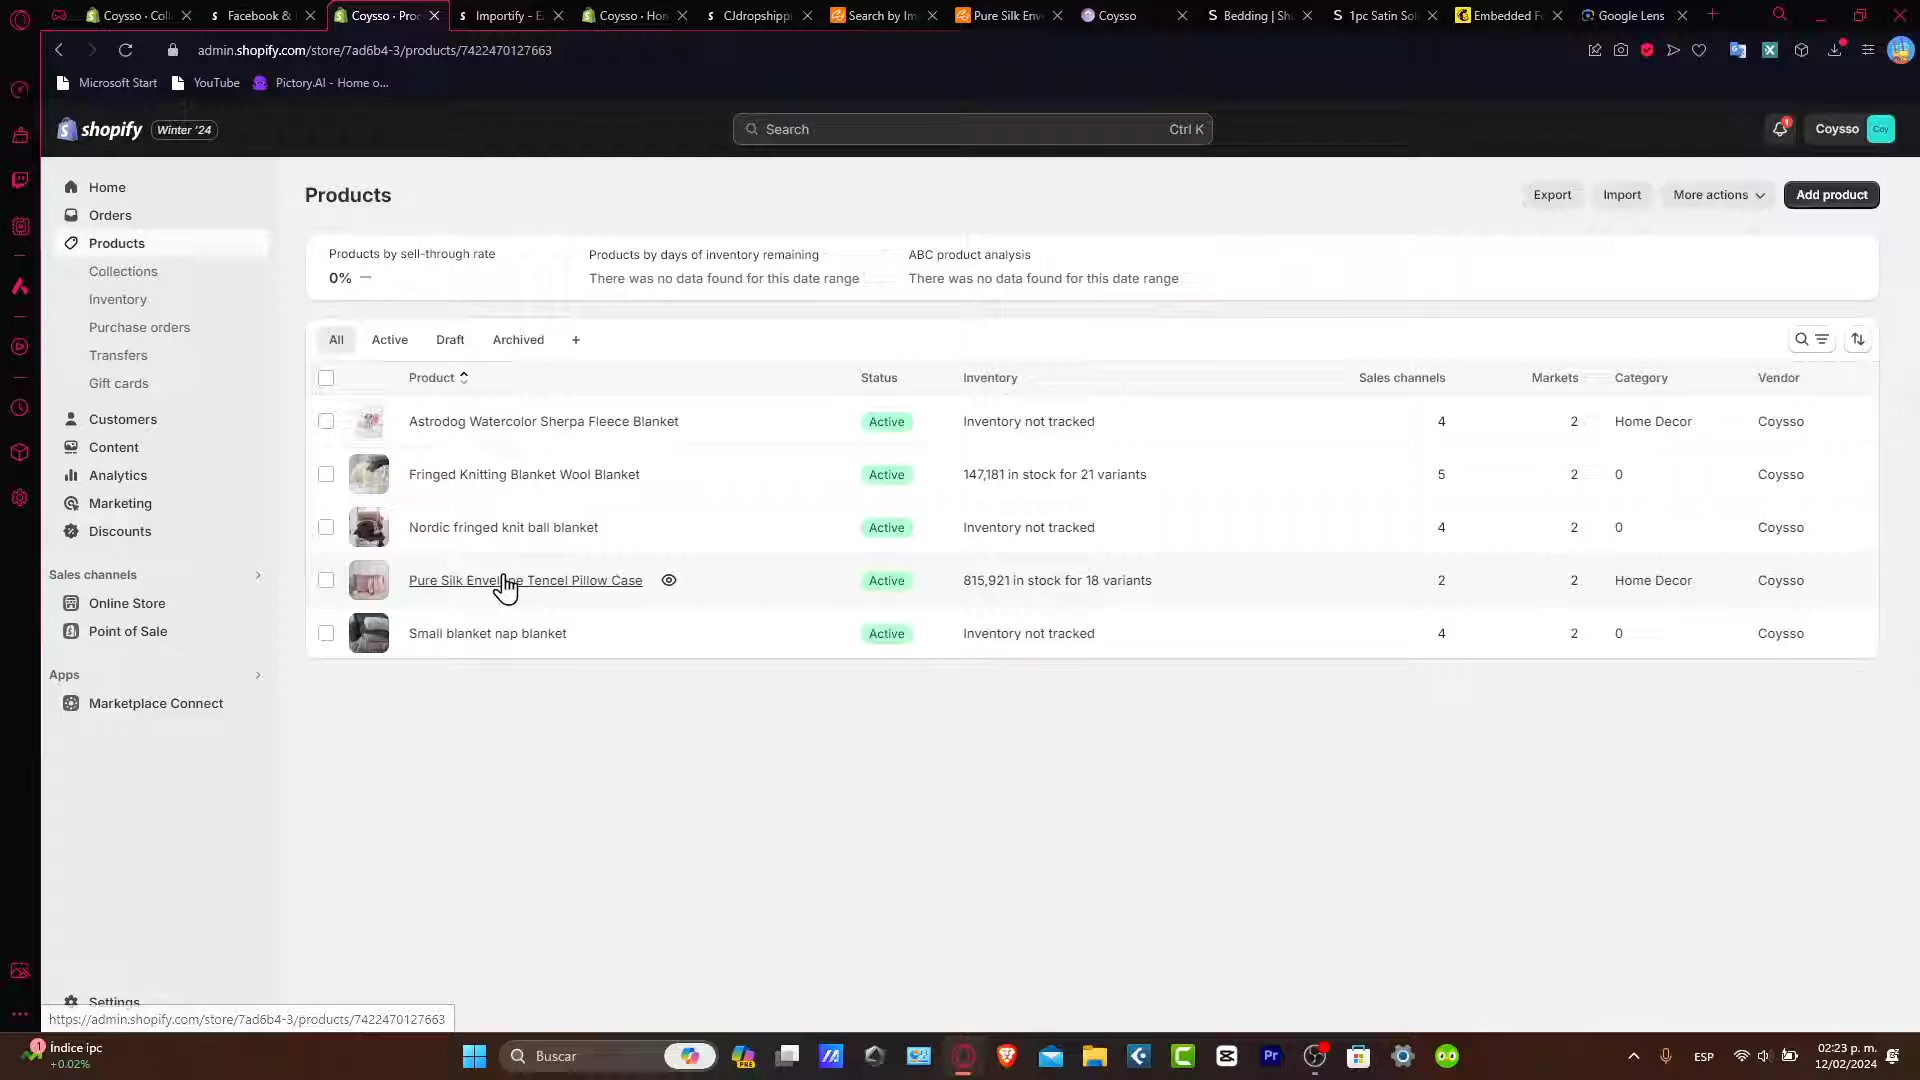 Coysso · Coll
Facebook &
Coysso · Proc
Importify - E
Coysso · Hon
CJdropshippi
Search by Im
Pure Silk Env
Coysso
Bedding | Sh
1pc Satin Soli
Embedded Fo
Google Lens
admin.shopify.com/store/7ad6b4-3/products/7422470127663
Microsoft Start
YouTube
Pictory.AI - Home o...
shopify
Winter '24
Search
Ctrl K
1
Coysso
Coy
Home
Orders
Products
Collections
Inventory
Purchase orders
Transfers
Gift cards
Customers
Content
Analytics
Marketing
Discounts
Sales channels
Online Store
Point of Sale
Apps
Marketplace Connect
Settings
Products
Export
Import
More actions
Add product
Products by sell-through rate
0% —
Products by days of inventory remaining
There was no data found for this date range
ABC product analysis
There was no data found for this date range
All
Active
Draft
Archived
+
Product
Status
Inventory
Sales channels
Markets
Category
Vendor
Astrodog Watercolor Sherpa Fleece Blanket Active Inventory not tracked 4 2 Home Decor Coysso
Fringed Knitting Blanket Wool Blanket Active 147,181 in stock for 21 variants 5 2 0 Coysso
Nordic fringed knit ball blanket Active Inventory not tracked 4 2 0 Coysso
Pure Silk Envelope Tencel Pillow Case Active 815,921 in stock for 18 variants 2 2 Home Decor Coysso
Small blanket nap blanket Active Inventory not tracked 4 2 0 Coysso
https://admin.shopify.com/store/7ad6b4-3/products/7422470127663
1
Índice ipc
+0.02%
Buscar
PRE
Pr
ESP
02:23 p. m.
12/02/2024